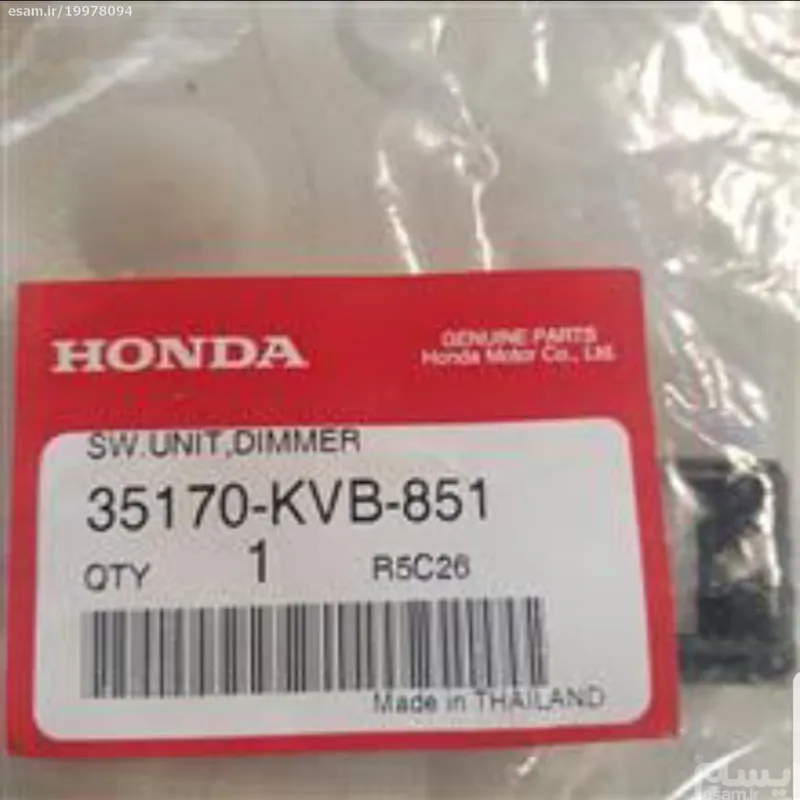 esam.ir/19978094
HONDA
GENUINE PARTS
Honda Motor Co., Ltd.
SW.UNIT,DIMMER
35170-KVB-851
QTY 1 R5C26
Made in THAILAND
ایسام
esam.ir